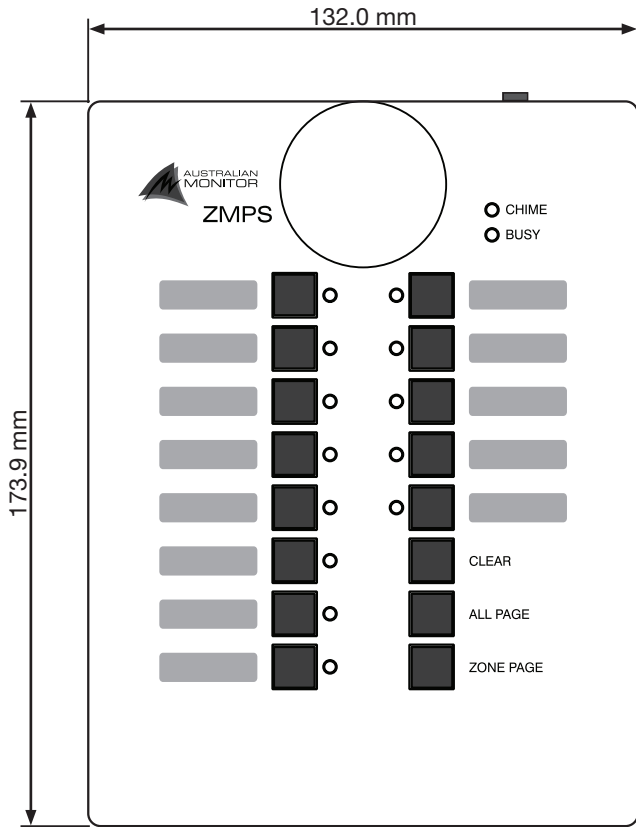 132.0 mm
173.9 mm
AUSTRALIAN
MONITOR
ZMPS
CHIME
BUSY
CLEAR
ALL PAGE
ZONE PAGE